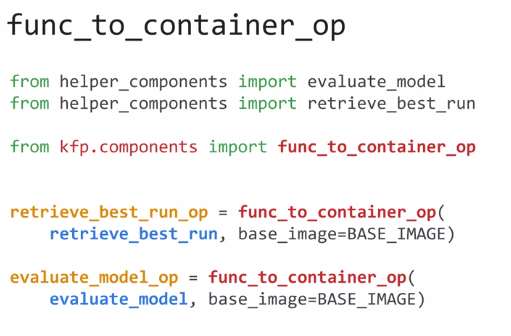 func_to_container_op
from helper_components import evaluate_model
from helper_components import retrieve_best_run
from kfp.components import func_to_container_op
retrieve_best_run_op = func_to_container_op(
    retrieve_best_run, base_image=BASE_IMAGE)
evaluate_model_op = func_to_container_op(
    evaluate_model, base_image=BASE_IMAGE)